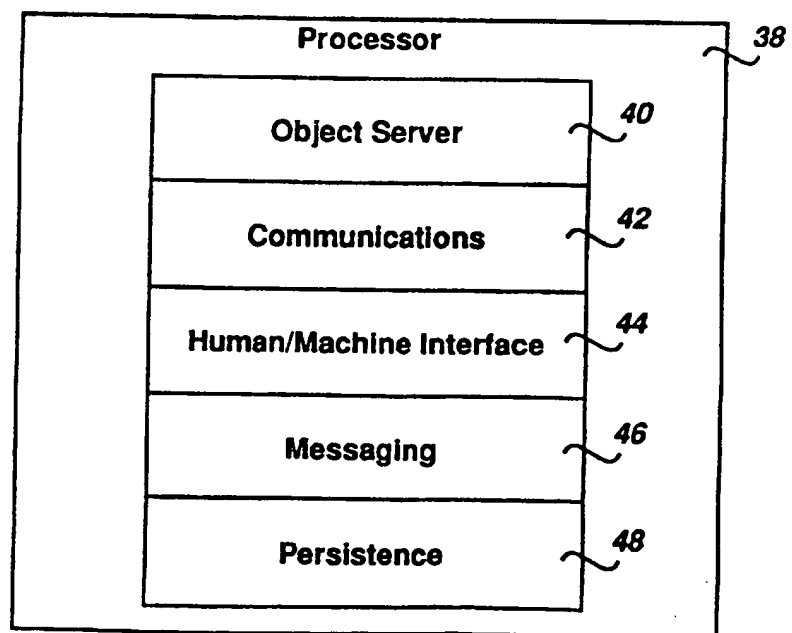 Processor 38
Object Server 40
Communications 42
Human/Machine Interface 44
Messaging 46
Persistence 48